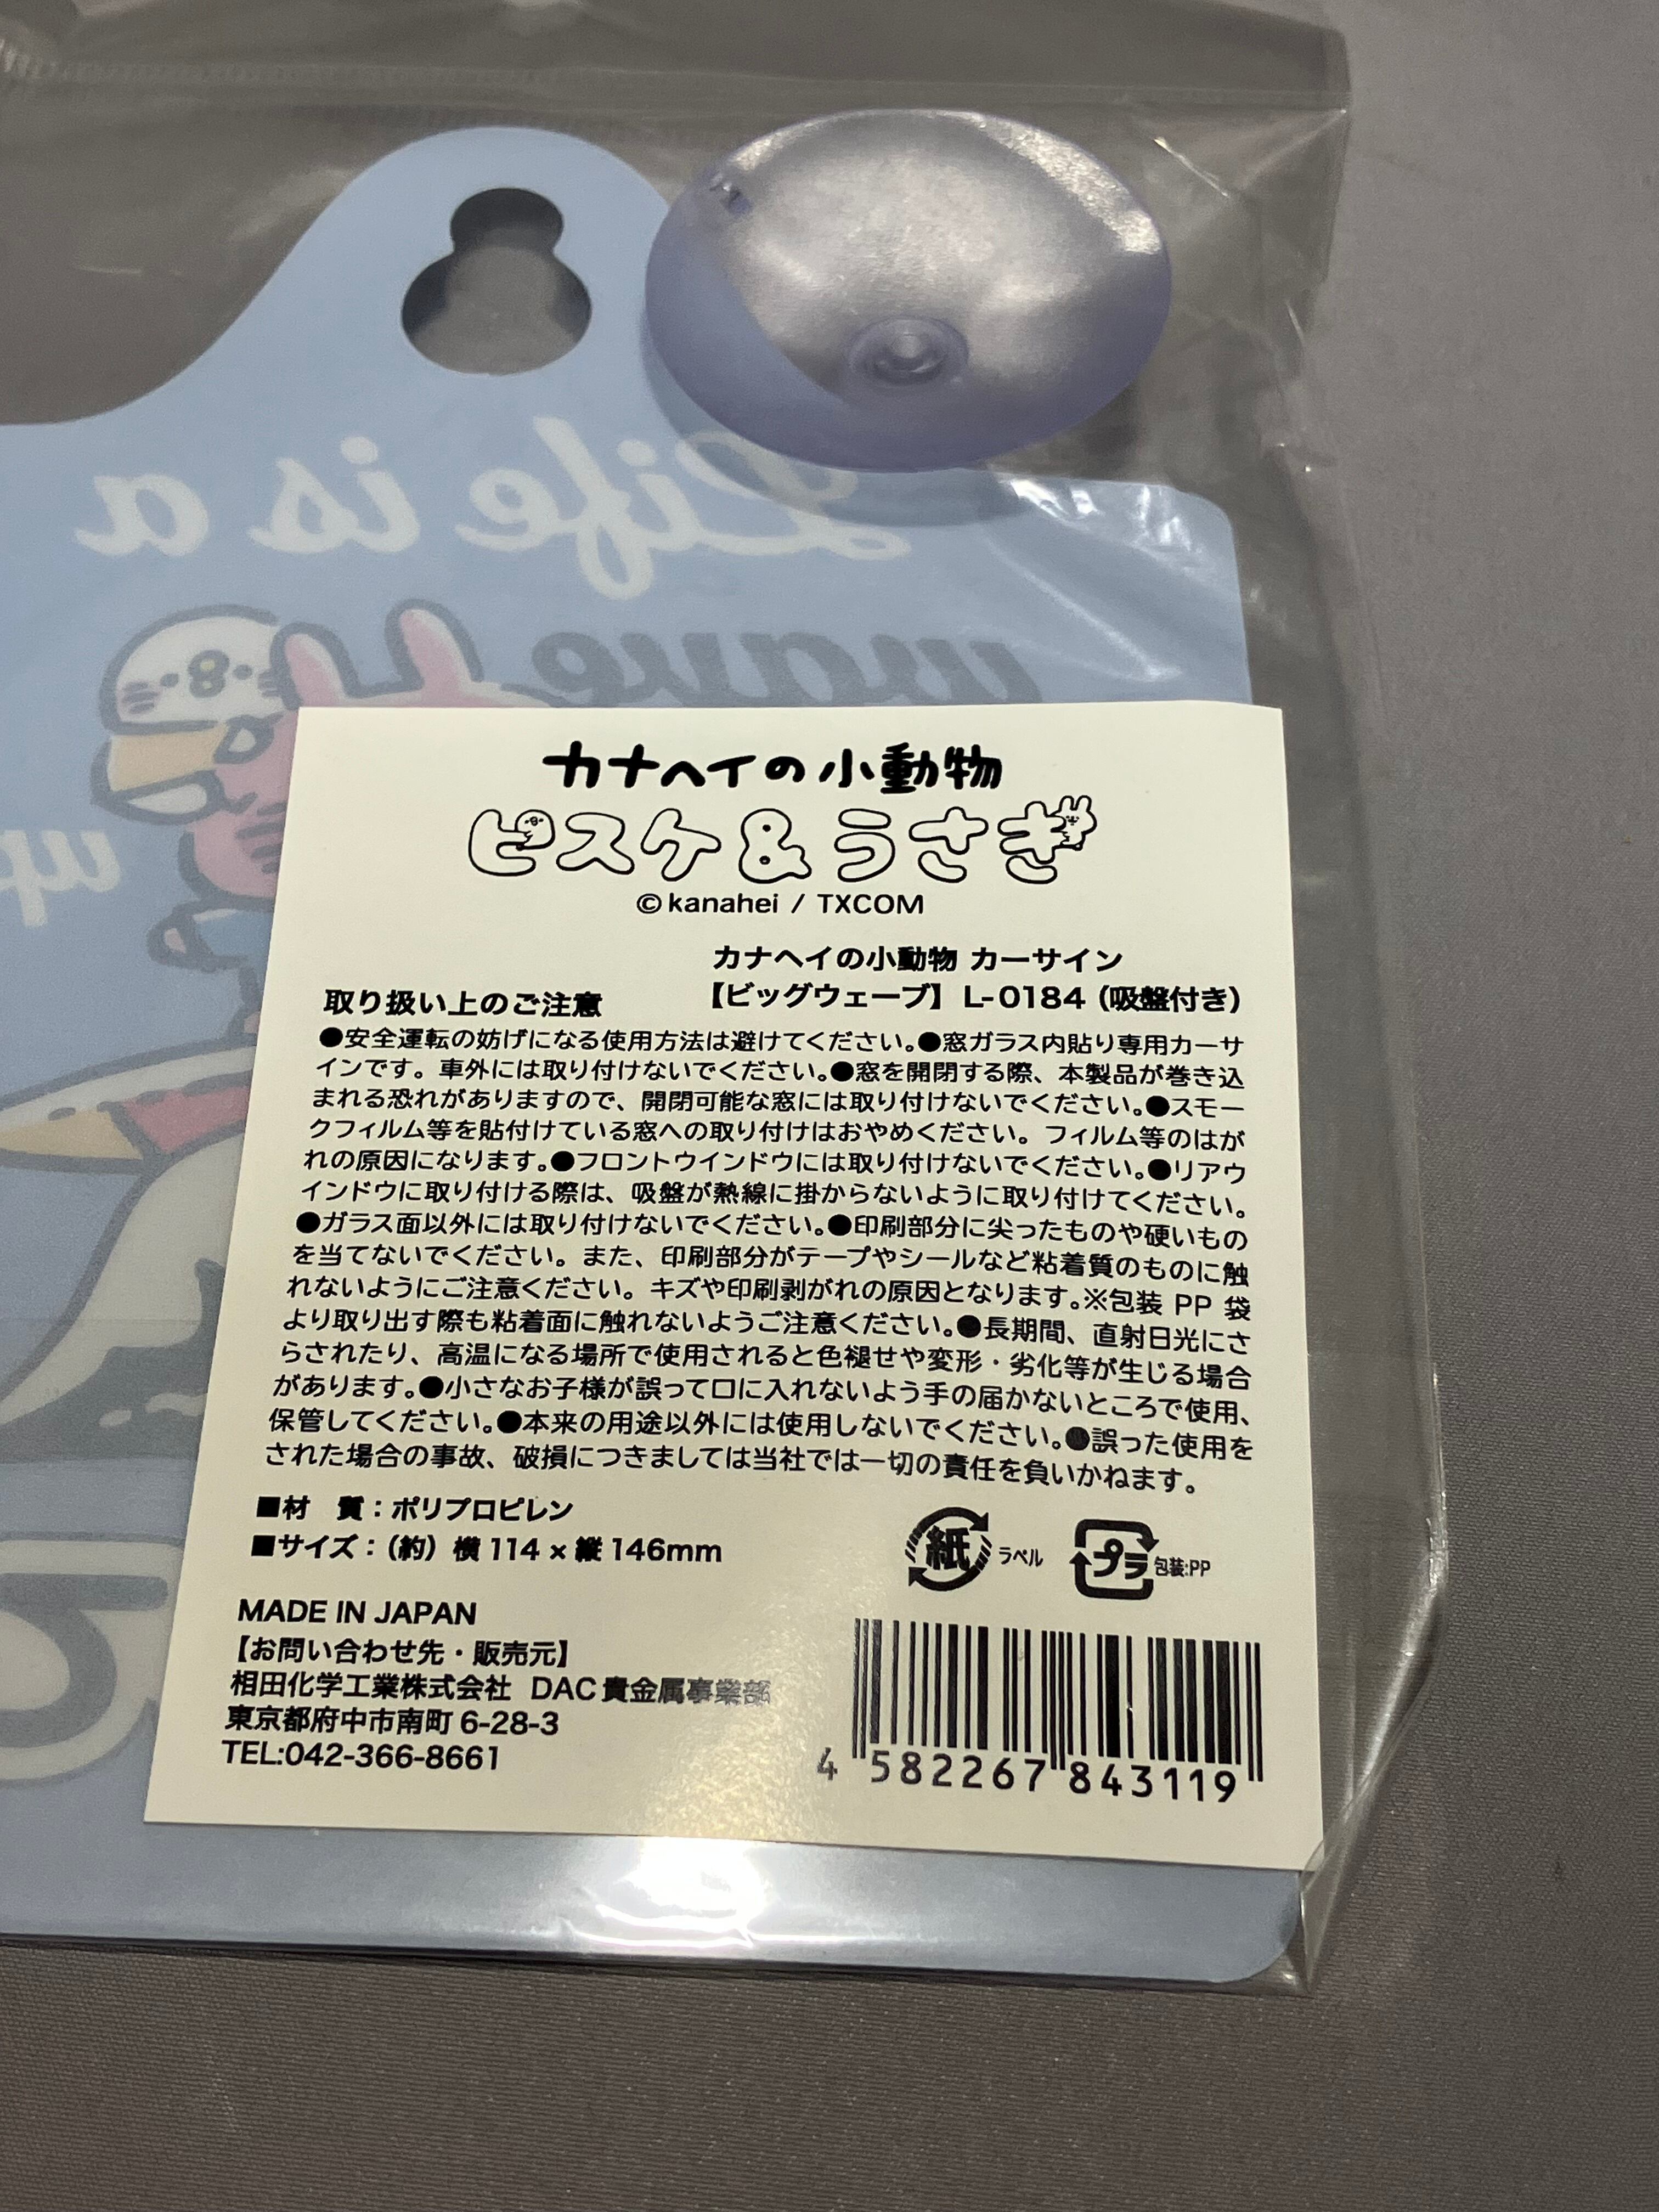 Life is a
wave
up
カナヘイの小動物
ピスケ&うさぎ
©kanahei / TXCOM
カナヘイの小動物 カーサイン
【ビッグウェーブ】L-0184（吸盤付き）
取り扱い上のご注意
●安全運転の妨げになる使用方法は避けてください。●窓ガラス内貼り専用カーサ
インです。車外には取り付けないでください。●窓を開閉する際、本製品が巻き込
まれる恐れがありますので、開閉可能な窓には取り付けないでください。●スモー
クフィルム等を貼付けている窓への取り付けはおやめください。フィルム等のはが
れの原因になります。●フロントウインドウには取り付けないでください。●リアウ
インドウに取り付ける際は、吸盤が熱線に掛からないように取り付けてください。
●ガラス面以外には取り付けないでください。●印刷部分に尖ったものや硬いもの
を当てないでください。また、印刷部分がテープやシールなど粘着質のものに触
れないようにご注意ください。キズや印刷剥がれの原因となります。※包装 PP 袋
より取り出す際も粘着面に触れないようご注意ください。●長期間、直射日光にさ
らされたり、高温になる場所で使用されると色褪せや変形・劣化等が生じる場合
があります。●小さなお子様が誤って口に入れないよう手の届かないところで使用、
保管してください。●本来の用途以外には使用しないでください。●誤った使用を
された場合の事故、破損につきましては当社では一切の責任を負いかねます。
■材　質：ポリプロピレン
■サイズ：（約）横 114 × 縦 146mm
紙 ラベル プラ 包装:PP
MADE IN JAPAN
【お問い合わせ先・販売元】
相田化学工業株式会社 DAC 貴金属事業部
東京都府中市南町 6-28-3
TEL:042-366-8661
4 582267 843119